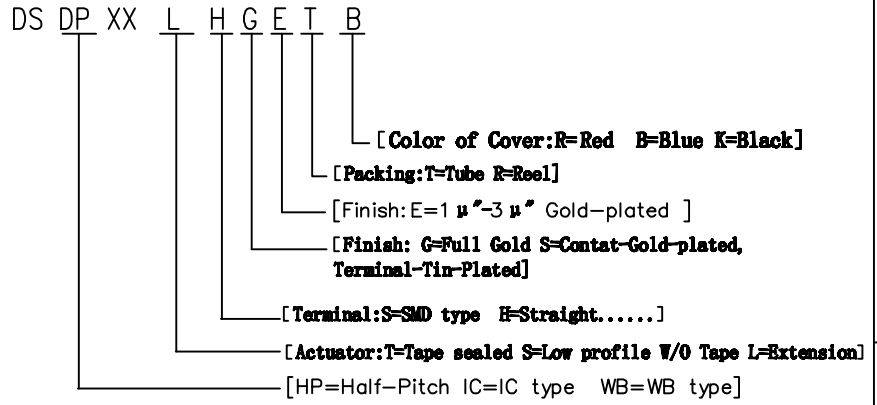 DS DP XX L H G E T B
[Color of Cover:R=Red B=Blue K=Black]
[Packing:T=Tube R=Reel]
[Finish:E=1 μ"-3 μ" Gold-plated ]
[Finish: G=Full Gold S=Contat-Gold-plated,
Terminal-Tin-Plated]
[Terminal:S=SMD type H=Straight......]
[Actuator:T=Tape sealed S=Low profile W/O Tape L=Extension]
[HP=Half-Pitch IC=IC type WB=WB type]